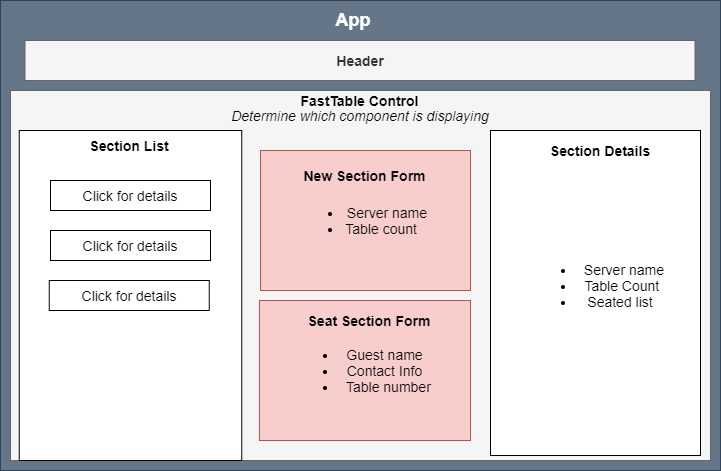 App
Header
FastTable Control
Determine which component is displaying
Section List
Click for details
Click for details
Click for details
New Section Form
• Server name
• Table count
Seat Section Form
• Guest name
• Contact Info
• Table number
Section Details
• Server name
• Table Count
• Seated list